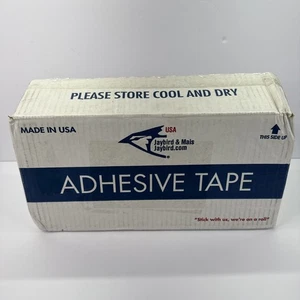 PLEASE STORE COOL AND DRY
MADE IN USA
USA
Jaybird & Mais
Jaybird.com
®
THIS SIDE UP
ADHESIVE TAPE
"Stick with us, we're on a roll"